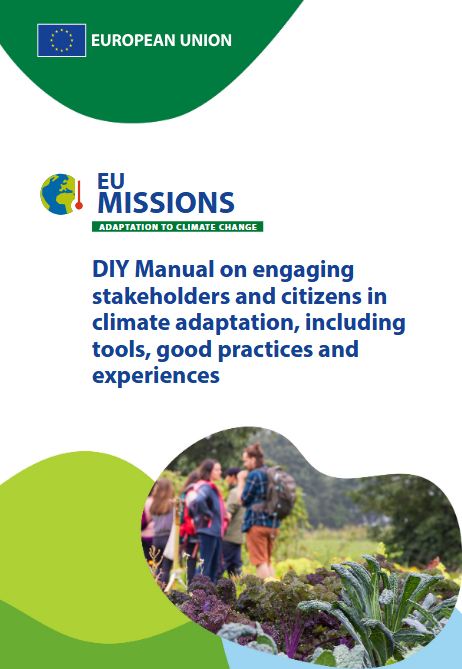 EUROPEAN UNION
EU
MISSIONS
ADAPTATION TO CLIMATE CHANGE
DIY Manual on engaging
stakeholders and citizens in
climate adaptation, including
tools, good practices and
experiences